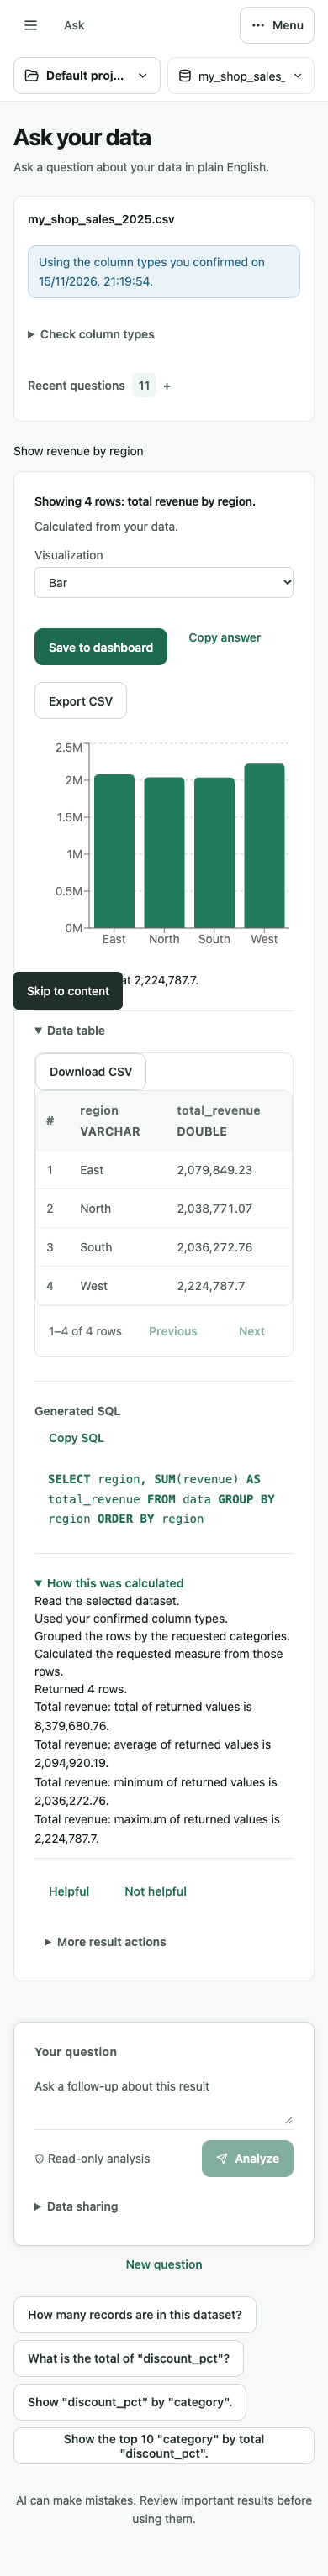 Ask
Menu
Default proj...
my_shop_sales_
Ask your data
Ask a question about your data in plain English.
my_shop_sales_2025.csv
Using the column types you confirmed on
15/11/2026, 21:19:54.
Check column types
Recent questions 11 +
Show revenue by region
Showing 4 rows: total revenue by region.
Calculated from your data.
Visualization
Bar
Save to dashboard
Copy answer
Export CSV
2.5M
2M
1.5M
1M
0.5M
0M
East North South West
at 2,224,787.7.
Skip to content
Data table
Download CSV
# region VARCHAR total_revenue DOUBLE
1 East 2,079,849.23
2 North 2,038,771.07
3 South 2,036,272.76
4 West 2,224,787.7
1–4 of 4 rows Previous Next
Generated SQL
Copy SQL
SELECT region, SUM(revenue) AS
total_revenue FROM data GROUP BY
region ORDER BY region
How this was calculated
Read the selected dataset.
Used your confirmed column types.
Grouped the rows by the requested categories.
Calculated the requested measure from those
rows.
Returned 4 rows.
Total revenue: total of returned values is
8,379,680.76.
Total revenue: average of returned values is
2,094,920.19.
Total revenue: minimum of returned values is
2,036,272.76.
Total revenue: maximum of returned values is
2,224,787.7.
Helpful Not helpful
More result actions
Your question
Ask a follow-up about this result
Read-only analysis
Analyze
Data sharing
New question
How many records are in this dataset?
What is the total of "discount_pct"?
Show "discount_pct" by "category".
Show the top 10 "category" by total
"discount_pct".
AI can make mistakes. Review important results before
using them.